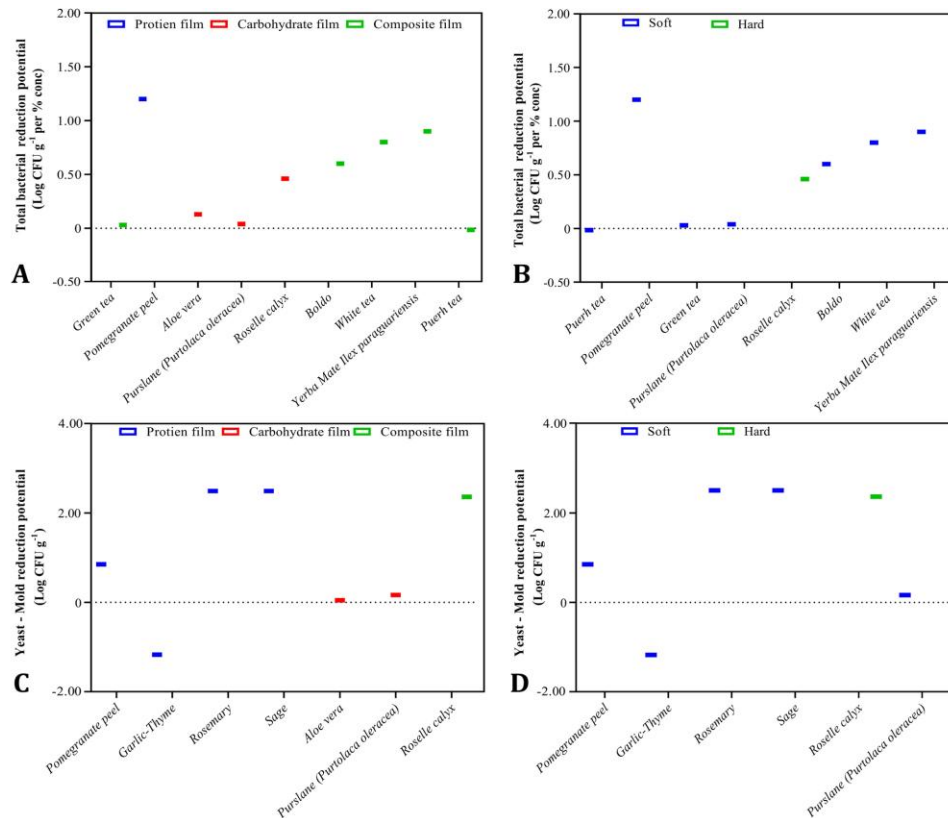 2.00
Protien film Carbohydrate film Composite film
1.50
1.00
0.50
0
-0.50
Total bacterial reduction potential
(Log CFU g-1 per % conc)
A
Green tea
Pomegranate peel
Aloe vera
Purslane (Purtolaca oleracea)
Roselle calyx
Boldo
White tea
Yerba Mate Ilex paraguariensis
Puerh tea
2.00
Soft Hard
1.50
1.00
0.50
0
-0.50
Total bacterial reduction potential
(Log CFU g-1 per % conc)
B
Puerh tea
Pomegranate peel
Green tea
Purslane (Purtolaca oleracea)
Roselle calyx
Boldo
White tea
Yerba Mate Ilex paraguariensis
4.00
Protien film Carbohydrate film Composite film
2.00
0
-2.00
Yeast - Mold reduction potential
(Log CFU g-1)
C
Pomegranate peel
Garlic-Thyme
Rosemary
Sage
Aloe vera
Purslane (Purtolaca oleracea)
Roselle calyx
4.00
Soft Hard
2.00
0
-2.00
Yeast - Mold reduction potential
(Log CFU g-1)
D
Pomegranate peel
Garlic-Thyme
Rosemary
Sage
Roselle calyx
Purslane (Purtolaca oleracea)